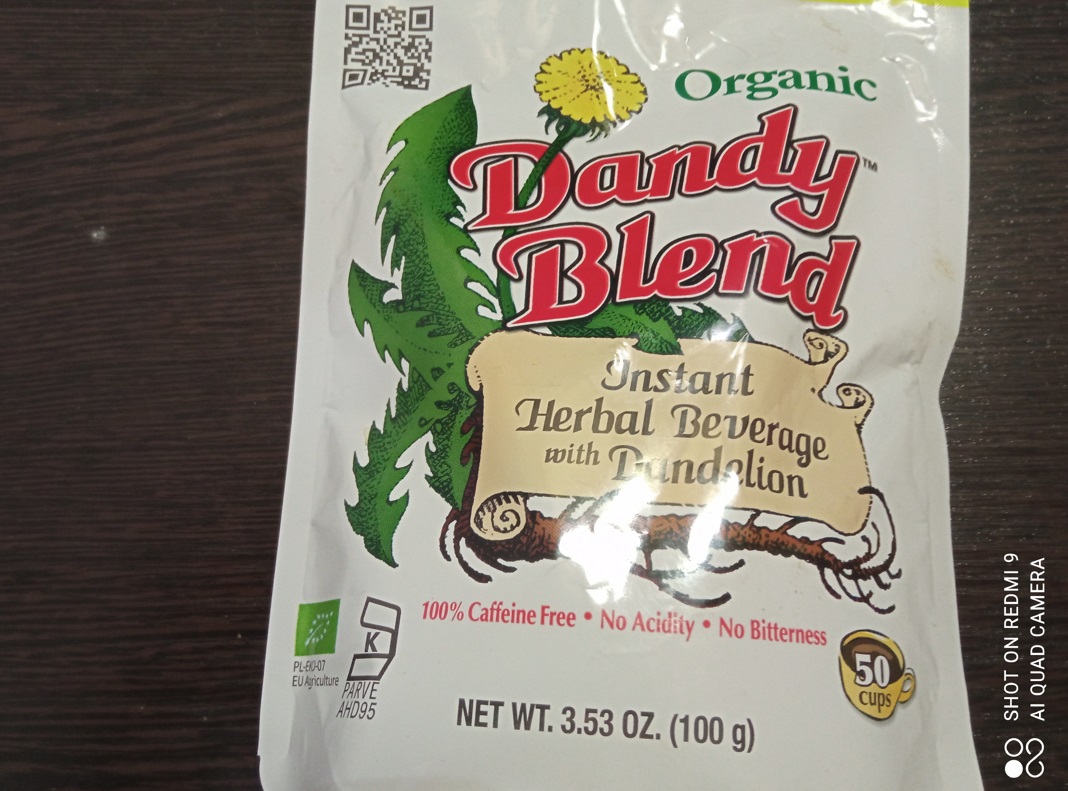 Organic
Dandy™
Blend
Instant
Herbal Beverage
with Dandelion
100% Caffeine Free • No Acidity • No Bitterness
50
cups
PL-EKO-07
EU Agriculture
K
PARVE
AHD95
NET WT. 3.53 OZ. (100 g)
SHOT ON REDMI 9
AI QUAD CAMERA